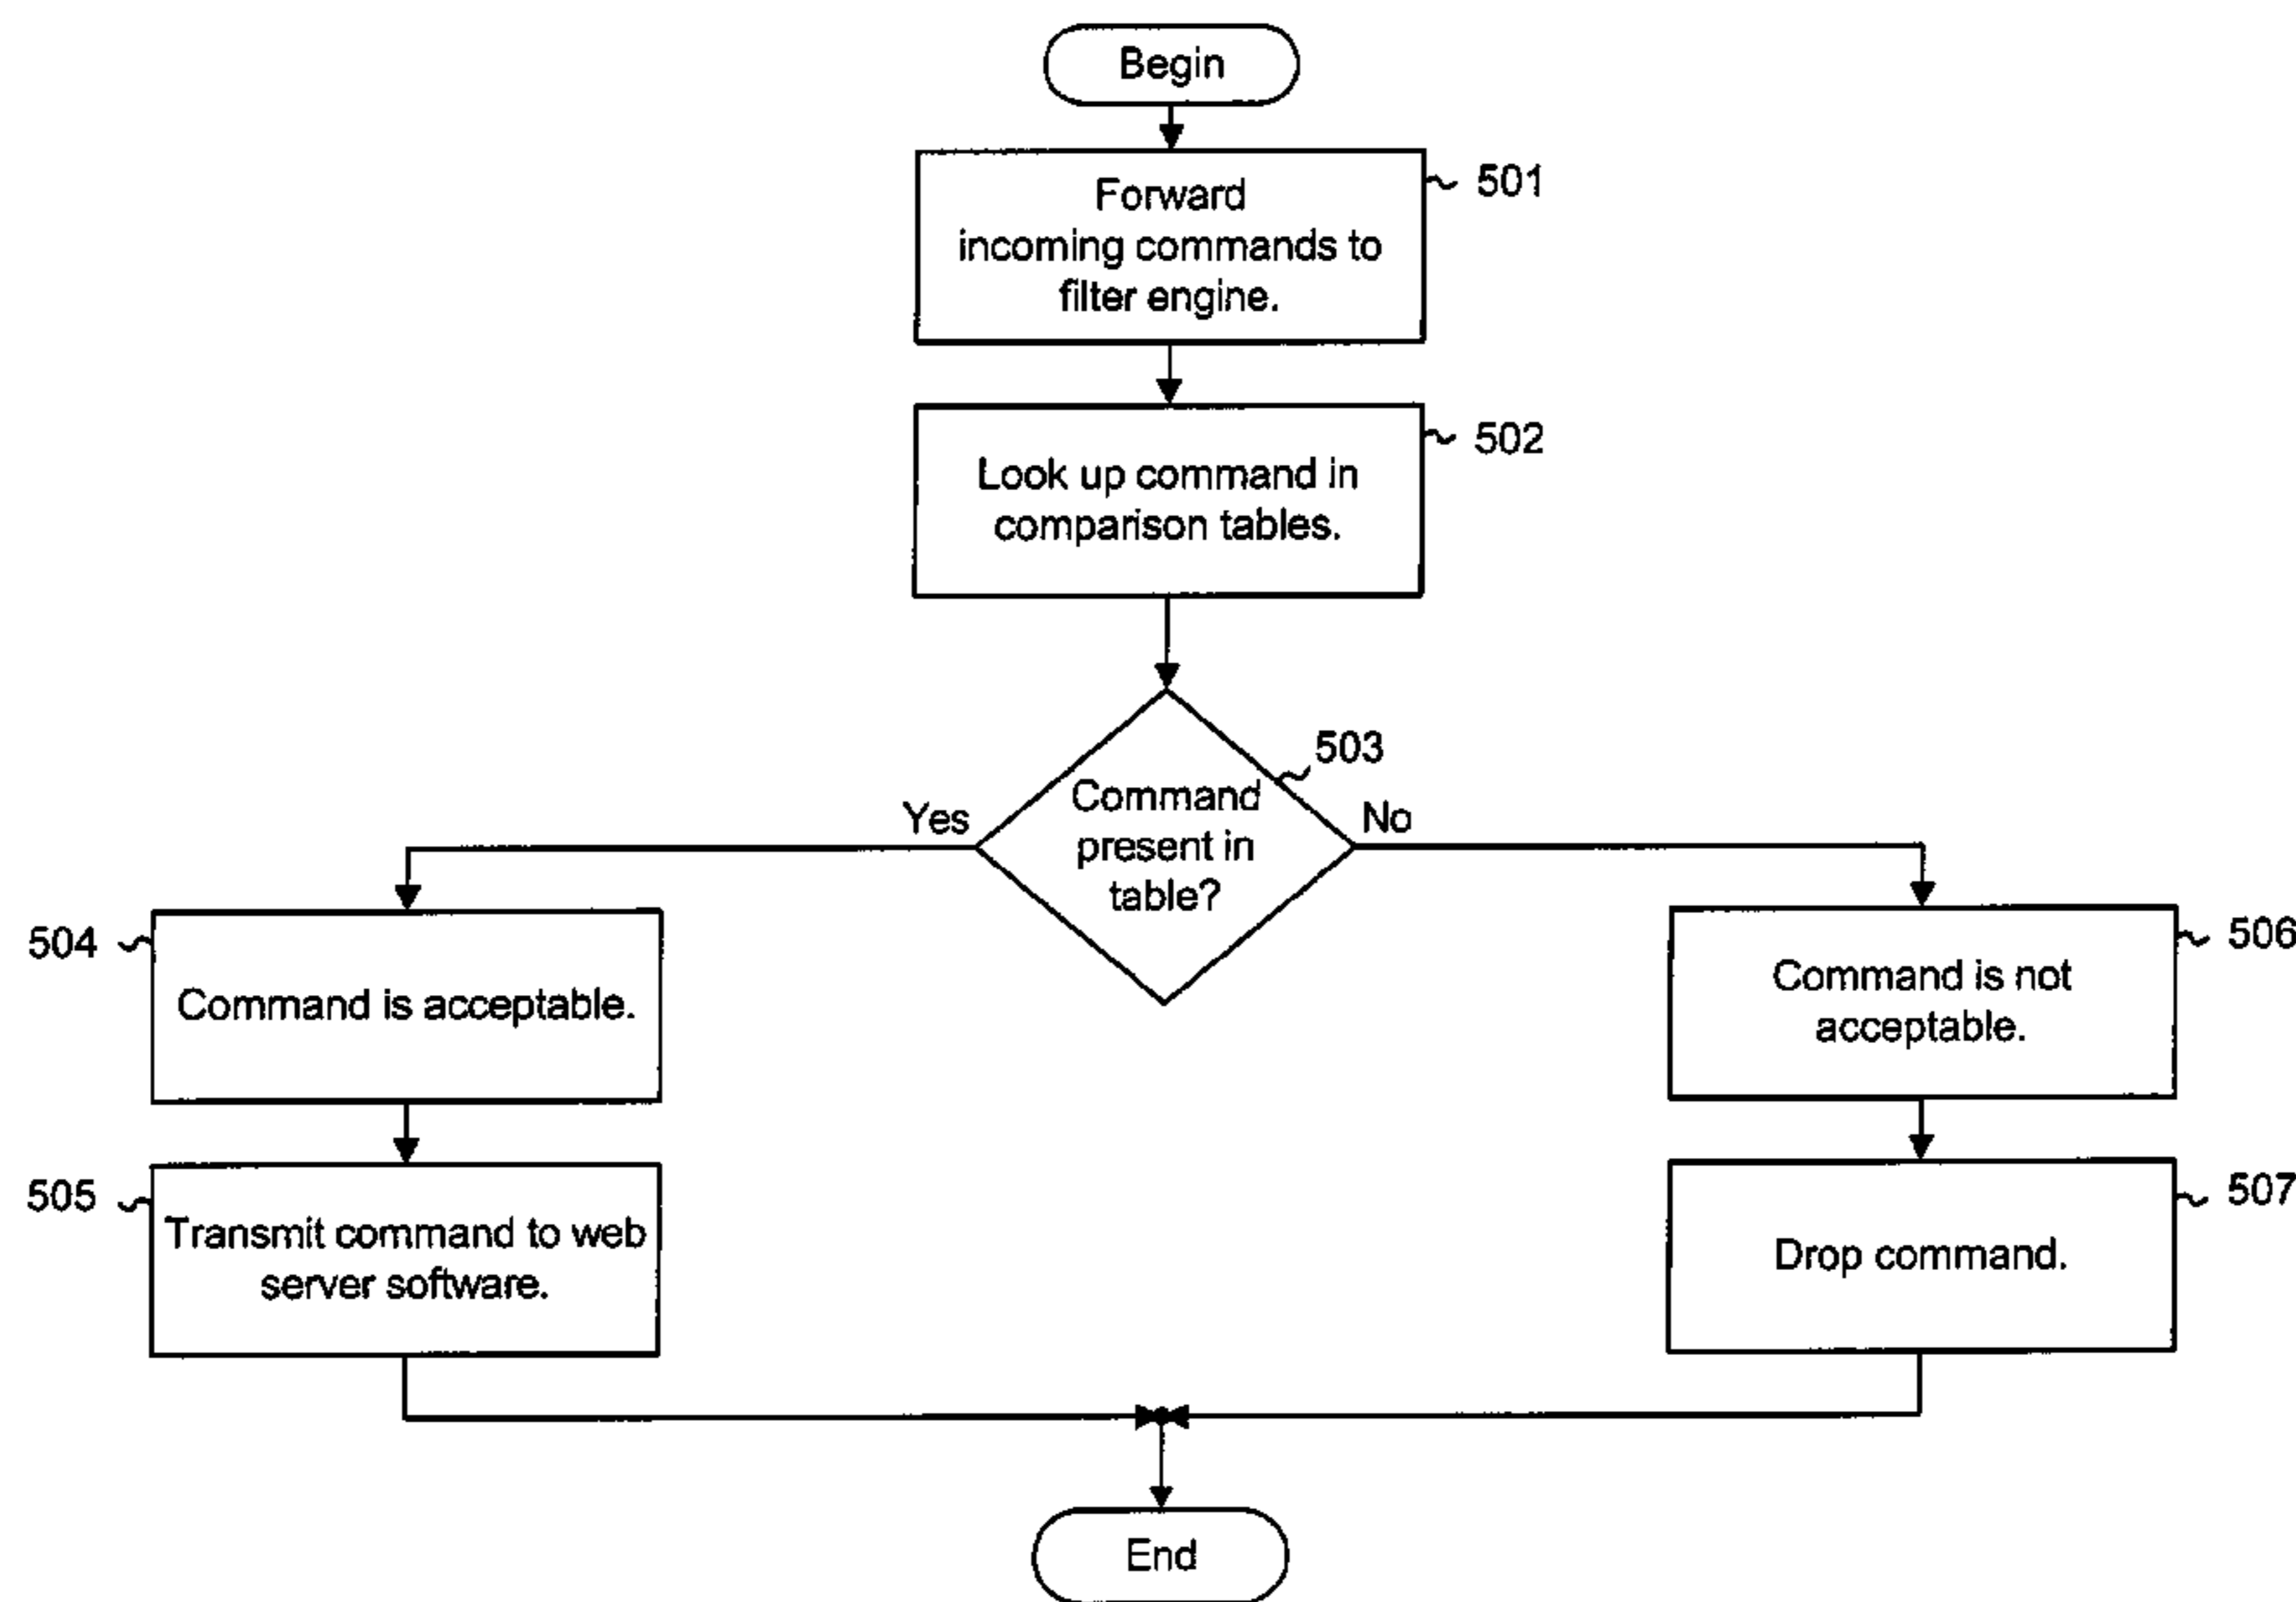 Begin
Forward
incoming commands to
filter engine.
501
Look up command in
comparison tables.
502
Command
present in
table?
503
Yes
No
504
Command is acceptable.
506
Command is not
acceptable.
505
Transmit command to web
server software.
507
Drop command.
End